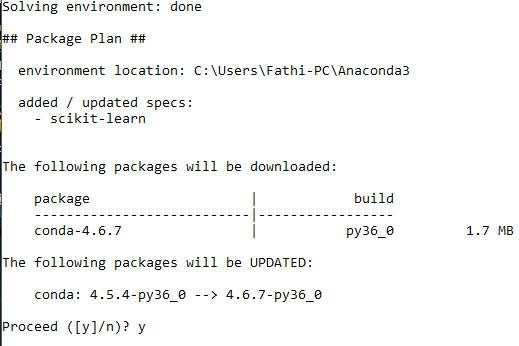 Solving environment: done
## Package Plan ##
environment location: C:\Users\Fathi-PC\Anaconda3
added / updated specs:
- scikit-learn
The following packages will be downloaded:
package | build
---------------------------|-----------------
conda-4.6.7 | py36_0 1.7 MB
The following packages will be UPDATED:
conda: 4.5.4-py36_0 --> 4.6.7-py36_0
Proceed ([y]/n)? y